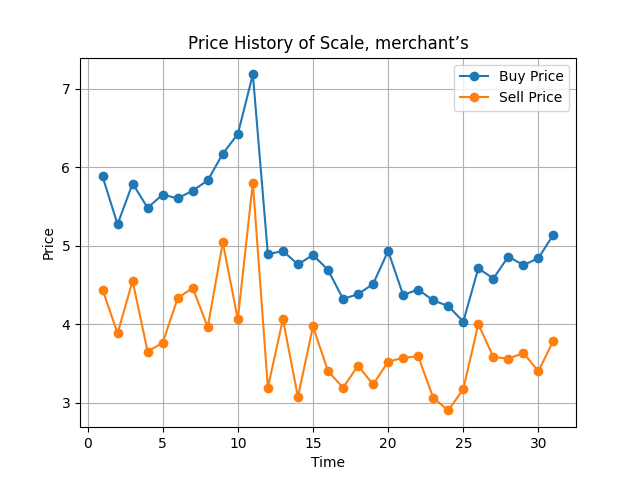 Price History of Scale, merchant’s
Buy Price
Sell Price
7
6
5
4
3
Price
0 5 10 15 20 25 30
Time